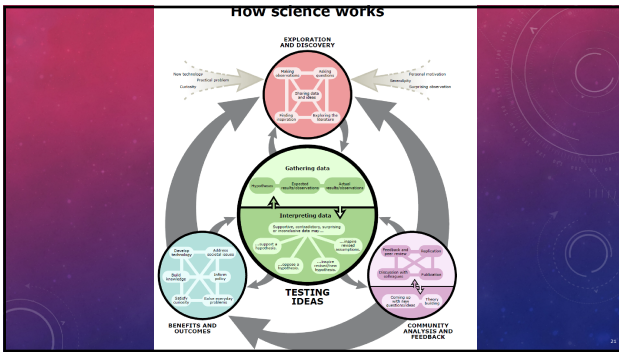 How science works
EXPLORATION
AND DISCOVERY
New technology
Practical problem
Curiosity
Personal motivation
Serendipity
Surprising observation
Making
observations
Asking
questions
Sharing data
and ideas
Finding
inspiration
Exploring the
literature
Gathering data
Hypotheses
Expected
results/observations
Actual
results/observations
Interpreting data
Supportive, contradictory, surprising
or inconclusive data may...
...support a
hypothesis.
...oppose a
hypothesis.
...inspire
revised/new
hypothesis.
...inspire
revised
assumptions.
TESTING
IDEAS
Develop
technology
Address
societal issues
Build
knowledge
Inform
policy
Satisfy
curiosity
Solve everyday
problems
BENEFITS AND
OUTCOMES
Feedback and
peer review
Replication
Discussion with
colleagues
Publication
Coming up
with new
questions/ideas
Theory
building
COMMUNITY
ANALYSIS AND
FEEDBACK
21